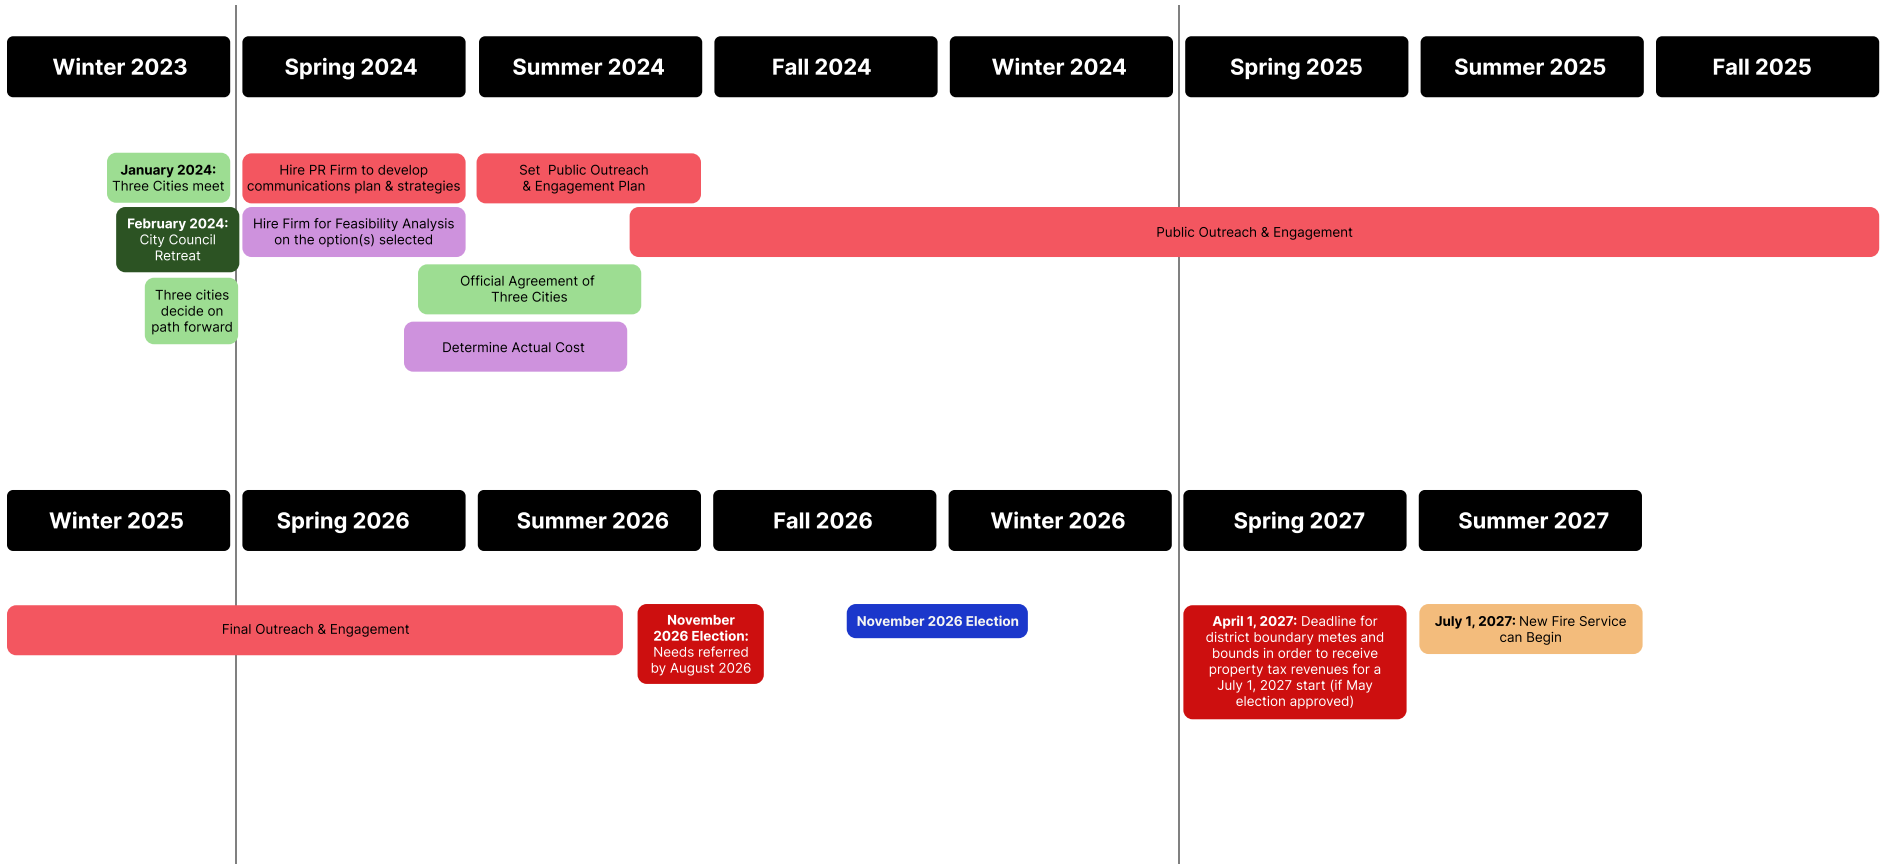 Winter 2023
Spring 2024
Summer 2024
Fall 2024
Winter 2024
Spring 2025
Summer 2025
Fall 2025
January 2024:
Three Cities meet
Hire PR Firm to develop
communications plan & strategies
Set Public Outreach
& Engagement Plan
February 2024:
City Council
Retreat
Hire Firm for Feasibility Analysis
on the option(s) selected
Public Outreach & Engagement
Three cities
decide on
path forward
Official Agreement of
Three Cities
Determine Actual Cost
Winter 2025
Spring 2026
Summer 2026
Fall 2026
Winter 2026
Spring 2027
Summer 2027
Final Outreach & Engagement
November
2026 Election:
Needs referred
by August 2026
November 2026 Election
April 1, 2027: Deadline for
district boundary metes and
bounds in order to receive
property tax revenues for a
July 1, 2027 start (if May
election approved)
July 1, 2027: New Fire Service
can Begin